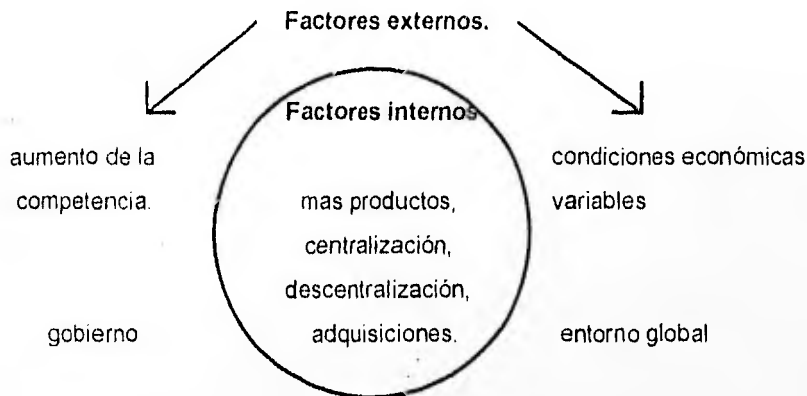 Factores externos.
Factores internos
aumento de la
competencia.
mas productos,
centralización,
descentralización,
adquisiciones.
condiciones económicas
variables
gobierno
entorno global